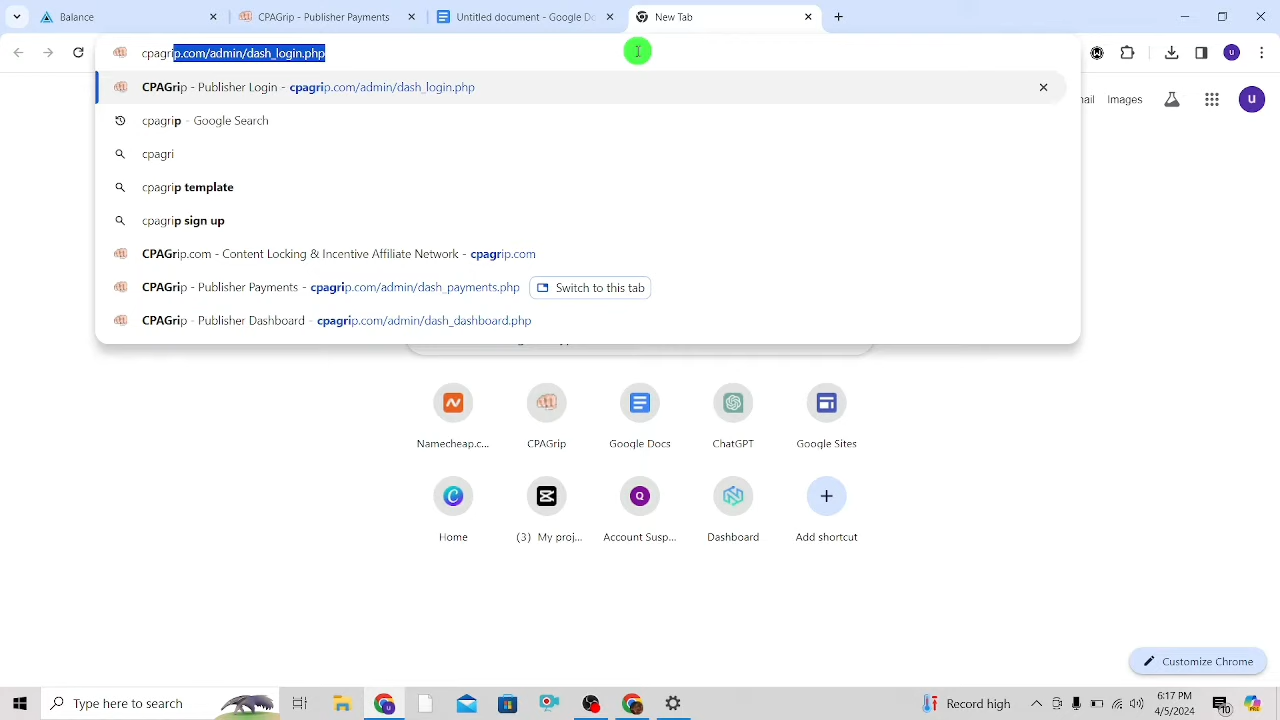 Balance
CPAGrip - Publisher Payments
Untitled document - Google Do
New Tab
cpagrip.com/admin/dash_login.php
CPAGrip - Publisher Login - cpagrip.com/admin/dash_login.php
cpagrip - Google Search
cpagri
cpagrip template
cpagrip sign up
CPAGrip.com - Content Locking & Incentive Affiliate Network - cpagrip.com
CPAGrip - Publisher Payments - cpagrip.com/admin/dash_payments.php Switch to this tab
CPAGrip - Publisher Dashboard - cpagrip.com/admin/dash_dashboard.php
u
Images
u
Namecheap.c...
CPAGrip
Google Docs
ChatGPT
Google Sites
Home
(3) My proj...
Q
Account Susp...
Dashboard
Add shortcut
Customize Chrome
Type here to search
Record high
6:17 PM
4/5/2024